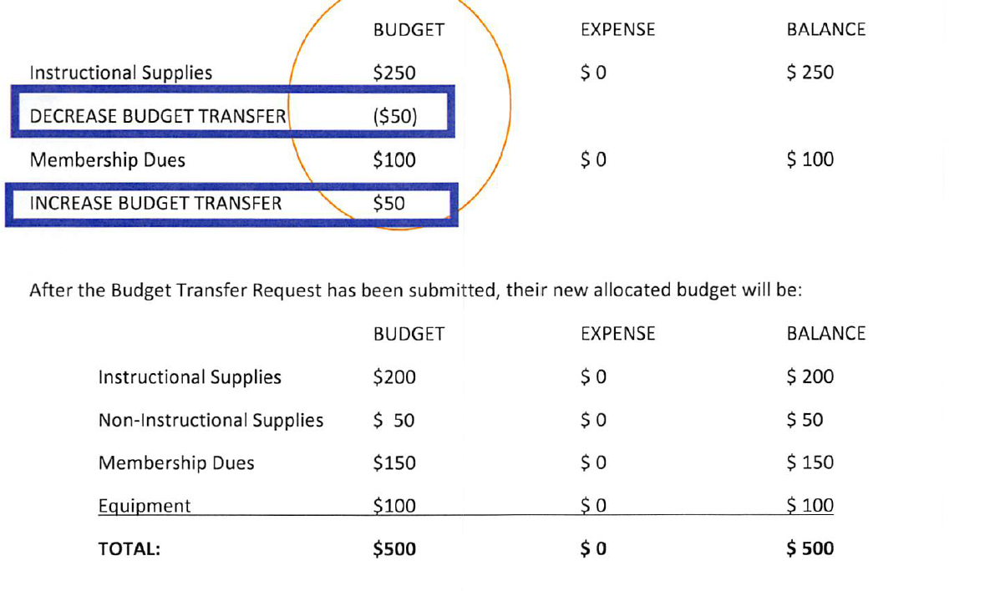 BUDGET EXPENSE BALANCE
Instructional Supplies $250 $ 0 $ 250
DECREASE BUDGET TRANSFER ($50)
Membership Dues $100 $ 0 $ 100
INCREASE BUDGET TRANSFER $50
After the Budget Transfer Request has been submitted, their new allocated budget will be:
BUDGET EXPENSE BALANCE
Instructional Supplies $200 $ 0 $ 200
Non-Instructional Supplies $ 50 $ 0 $ 50
Membership Dues $150 $ 0 $ 150
Equipment $100 $ 0 $ 100
TOTAL: $500 $ 0 $ 500